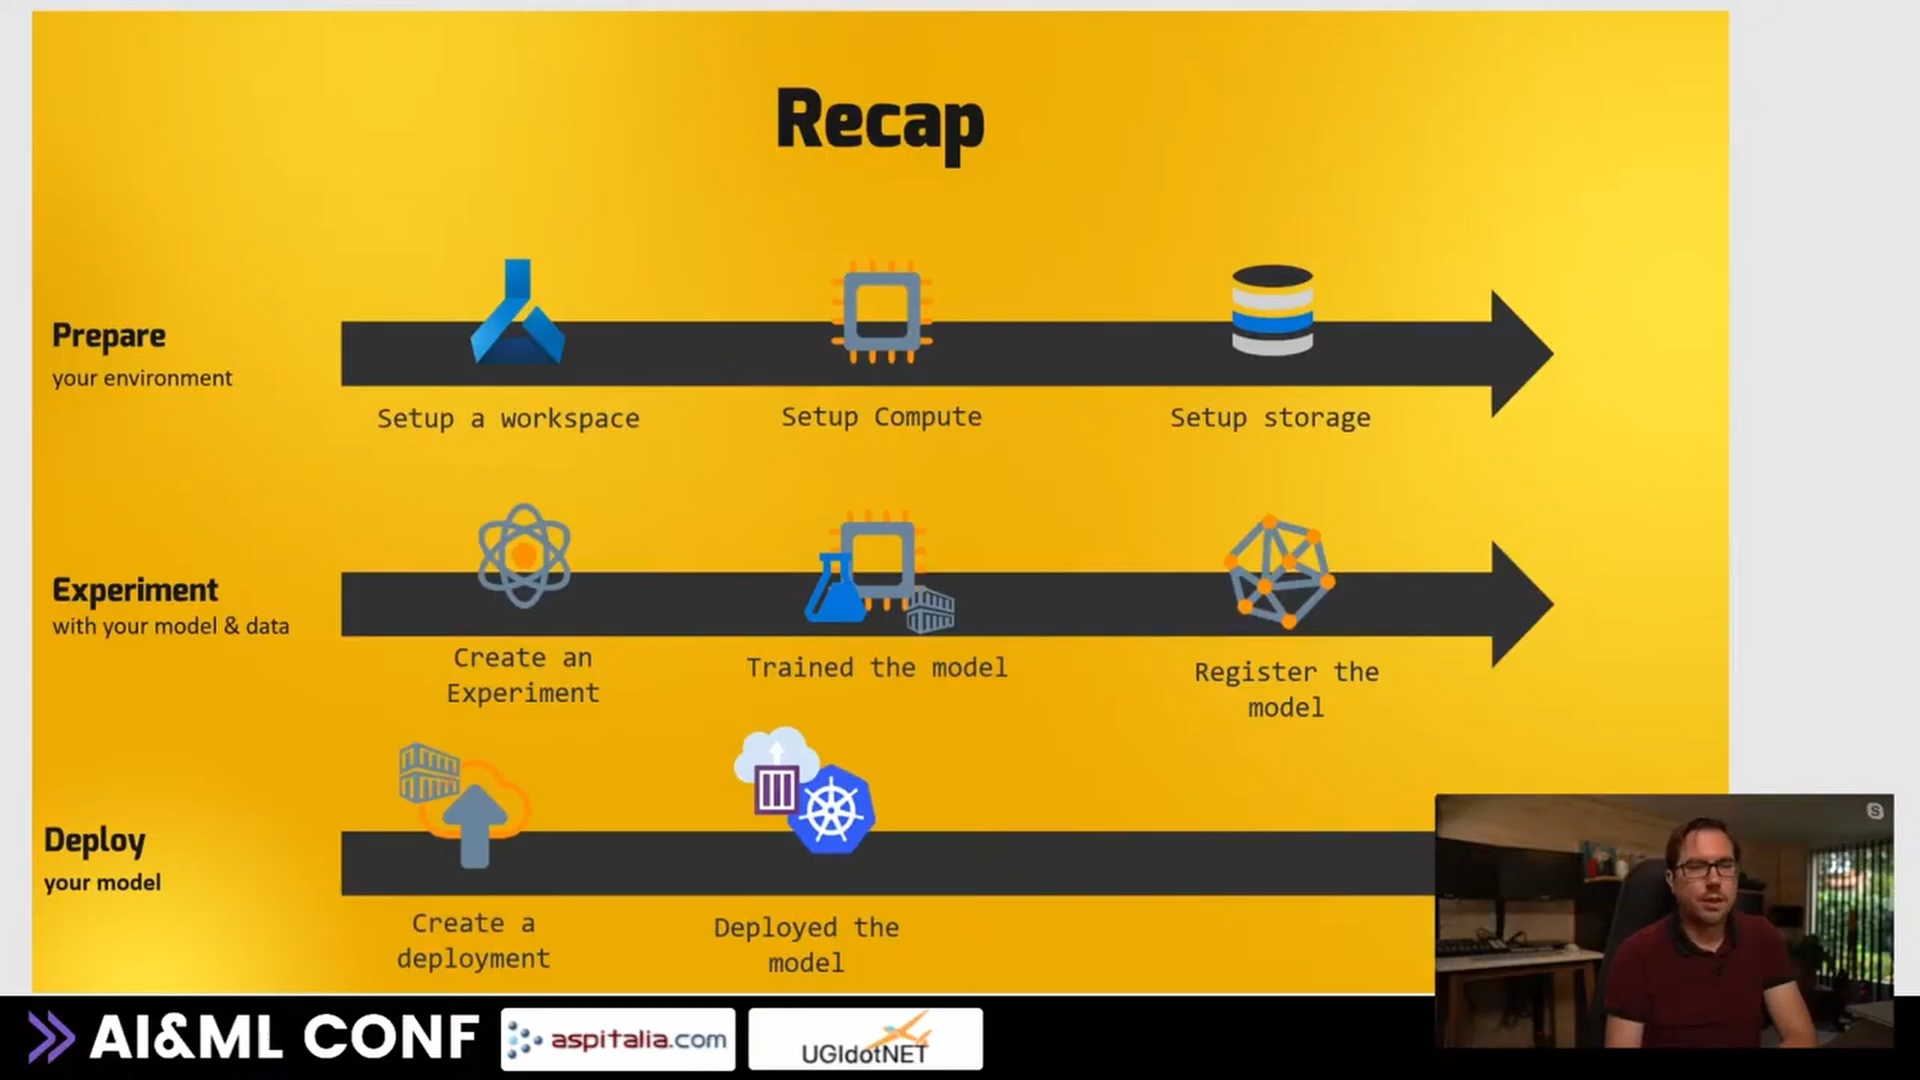 Recap
Prepare
your environment
Setup a workspace
Setup Compute
Setup storage
Experiment
with your model & data
Create an
Experiment
Trained the model
Register the
model
Deploy
your model
Create a
deployment
Deployed the
model
AI&ML CONF
aspitalia.com
UGIdotNET